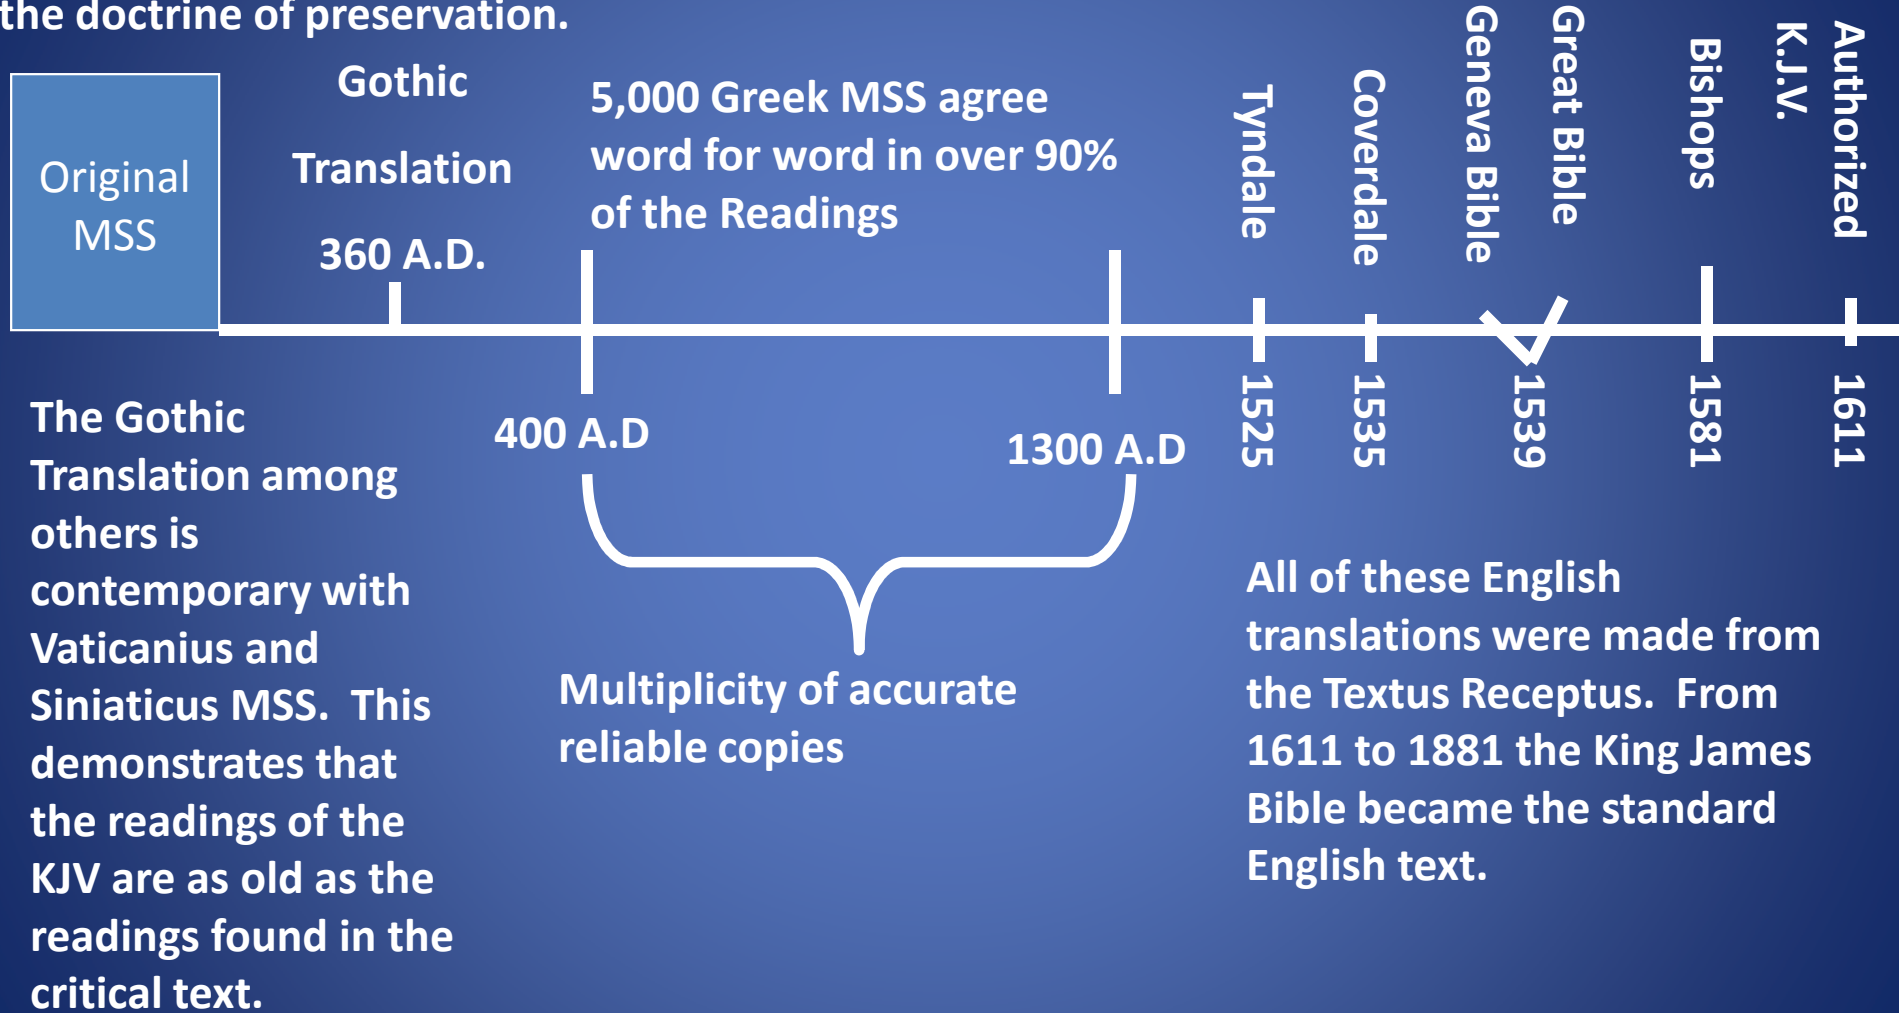 the doctrine of preservation.
Original
MSS
Gothic
Translation
360 A.D.
5,000 Greek MSS agree
word for word in over 90%
of the Readings
Tyndale
Coverdale
Geneva Bible
Great Bible
Bishops
Authorized
K.J.V.
400 A.D
1300 A.D
1525
1535
1539
1581
1611
The Gothic
Translation among
others is
contemporary with
Vaticanius and
Siniaticus MSS.  This
demonstrates that
the readings of the
KJV are as old as the
readings found in the
critical text.
Multiplicity of accurate
reliable copies
All of these English
translations were made from
the Textus Receptus.  From
1611 to 1881 the King James
Bible became the standard
English text.